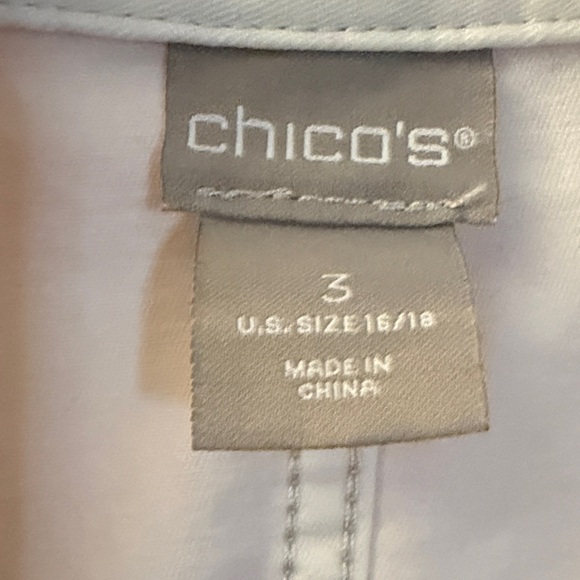 chico's®
3
U.S. SIZE 16/18
MADE IN
CHINA